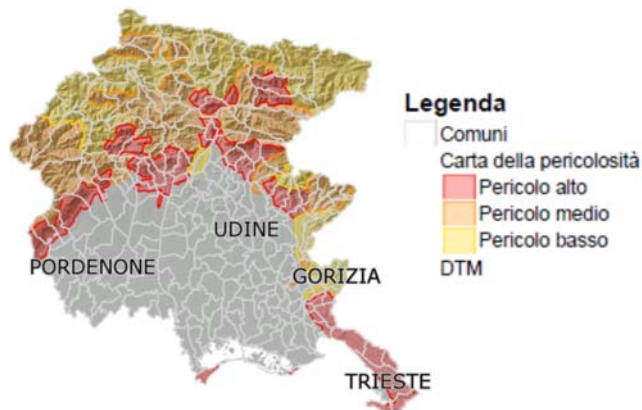 UDINE
PORDENONE
GORIZIA
TRIESTE
Legenda
Comuni
Carta della pericolosità
Pericolo alto
Pericolo medio
Pericolo basso
DTM